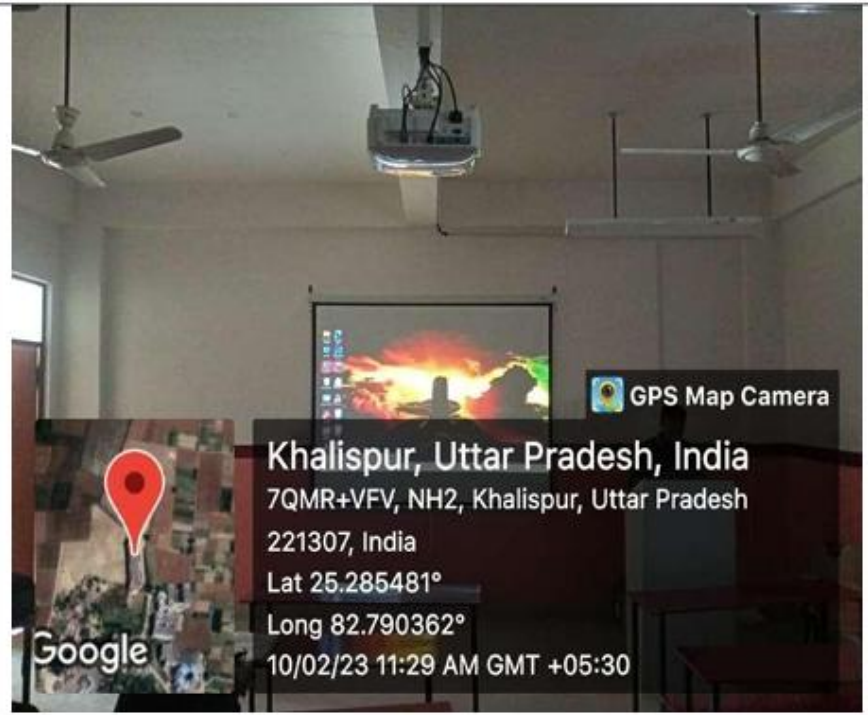 GPS Map Camera
Khalispur, Uttar Pradesh, India
7QMR+VFV, NH2, Khalispur, Uttar Pradesh
221307, India
Lat 25.285481°
Long 82.790362°
10/02/23 11:29 AM GMT +05:30
Google